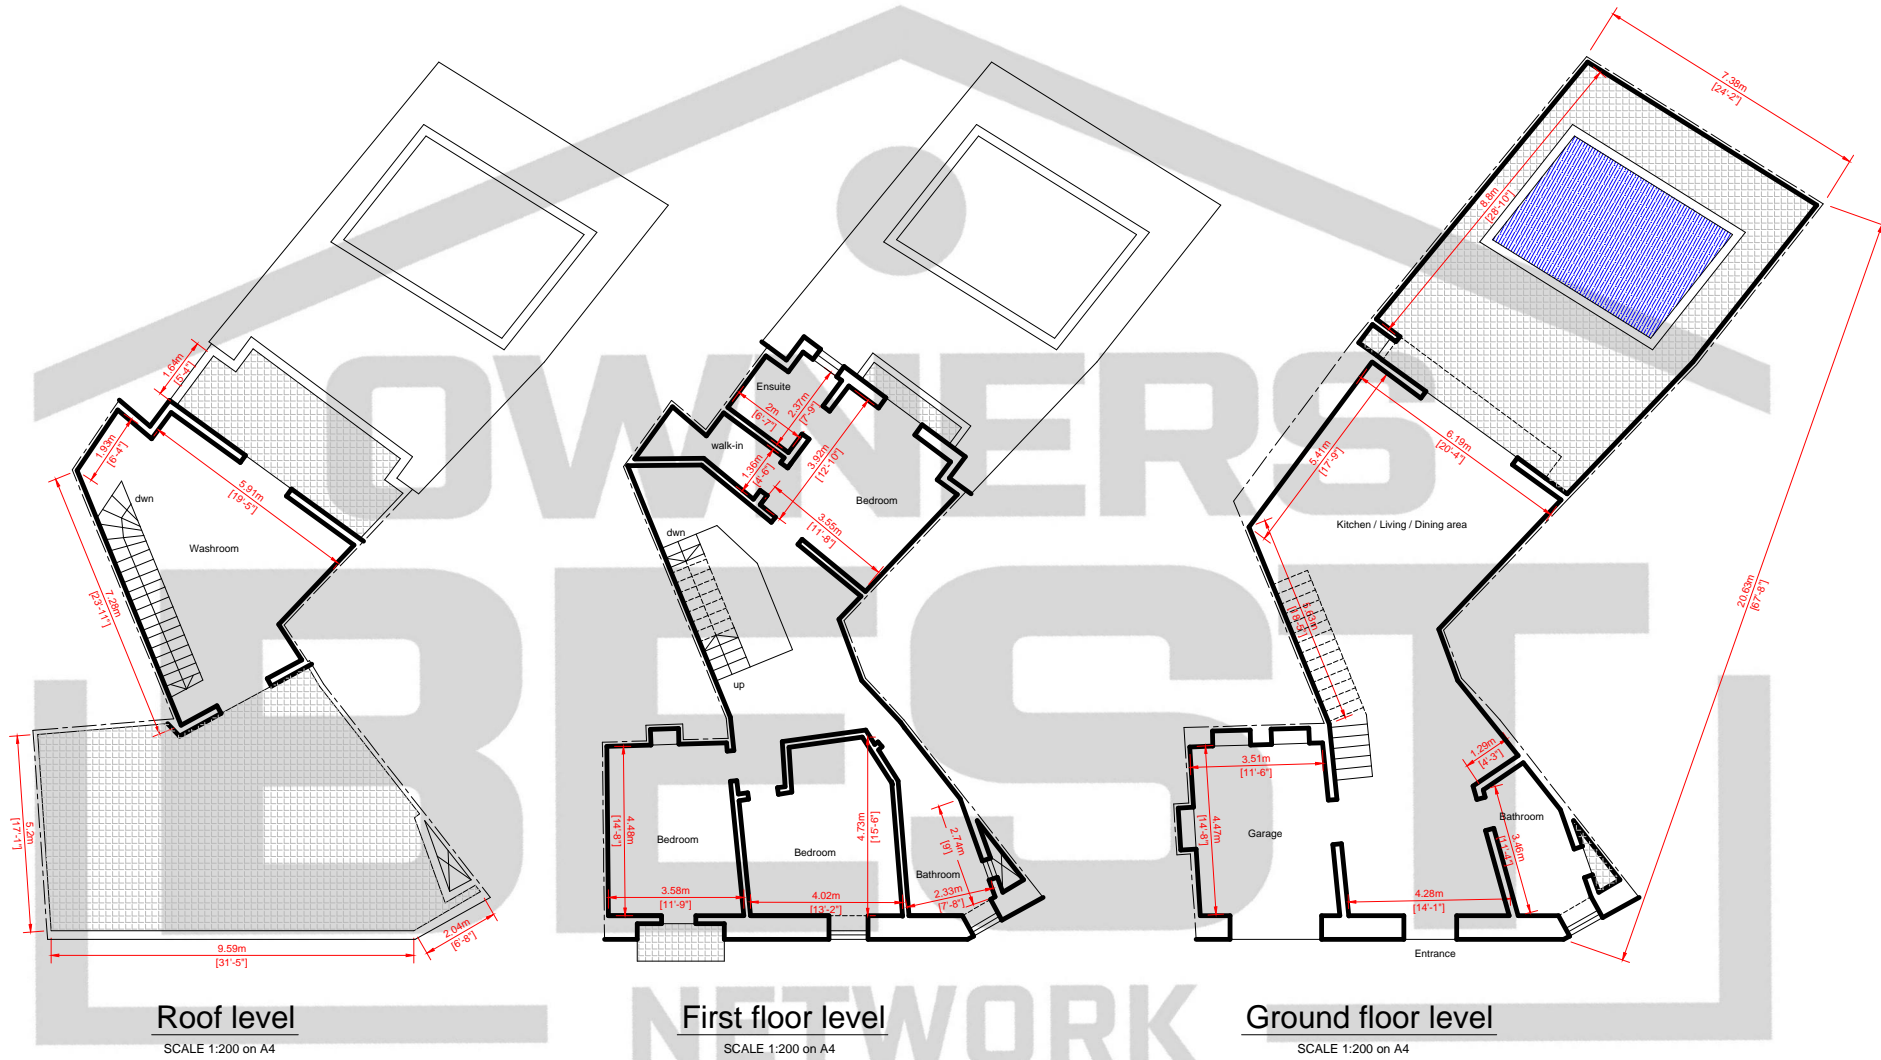 OWNERS
BEST
NETWORK
1.64m
[5'-4"]
1.93m
[6'-4"]
5.91m
[19'-5"]
dwn
Washroom
7.28m
[23'-11"]
5.2m
[17'-1"]
9.59m
[31'-5"]
2.04m
[6'-8"]
Roof level
SCALE 1:200 on A4
Ensuite
2m
[6'-7"]
2.37m
[7'-9"]
walk-in
1.36m
[4'-6"]
3.92m
[12'-10"]
Bedroom
3.55m
[11'-8"]
dwn
up
4.48m
[14'-8"]
Bedroom
3.58m
[11'-9"]
4.73m
[15'-6"]
Bedroom
4.02m
[13'-2"]
2.74m
[9']
Bathroom
2.33m
[7'-8"]
First floor level
SCALE 1:200 on A4
7.38m
[24'-2"]
8.8m
[28'-10"]
6.19m
[20'-4"]
5.41m
[17'-9"]
Kitchen / Living / Dining area
5.63m
[18'-5"]
20.63m
[67'-8"]
3.51m
[11'-6"]
1.29m
[4'-3"]
4.47m
[14'-8"]
Garage
Bathroom
3.46m
[11'-4"]
4.28m
[14'-1"]
Entrance
Ground floor level
SCALE 1:200 on A4